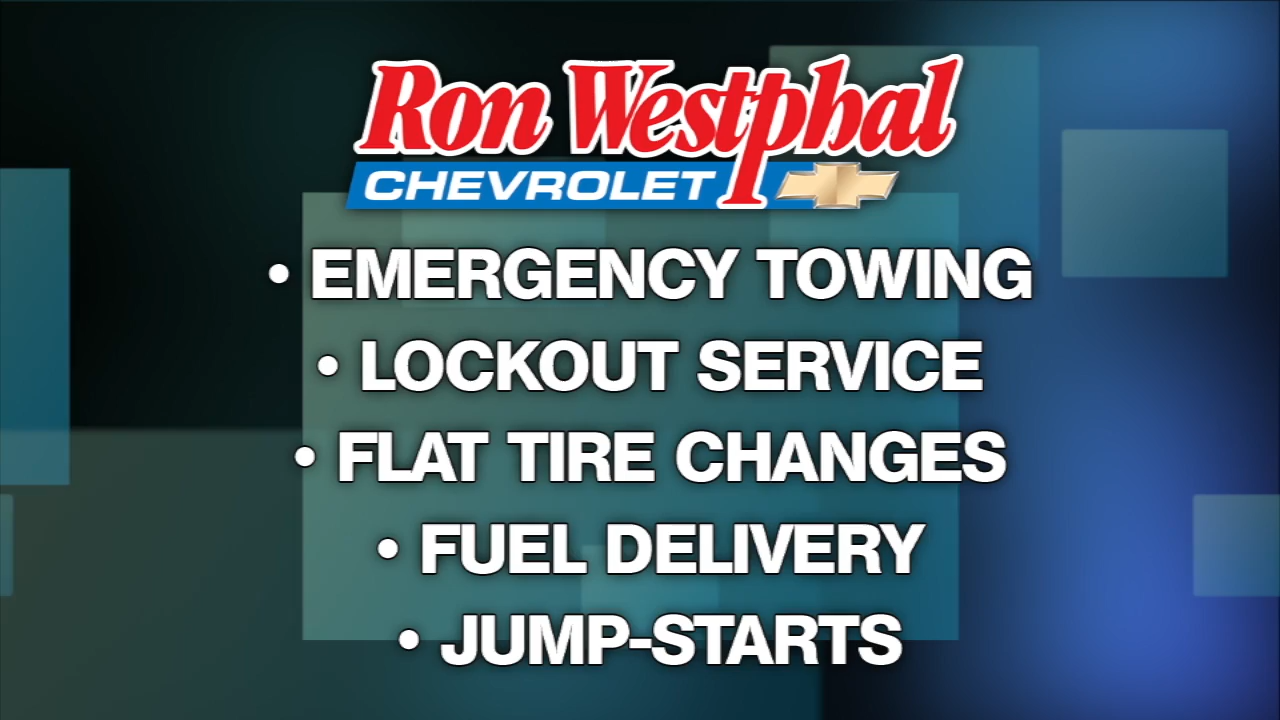 Ron Westphal
CHEVROLET
• EMERGENCY TOWING
• LOCKOUT SERVICE
• FLAT TIRE CHANGES
• FUEL DELIVERY
• JUMP-STARTS